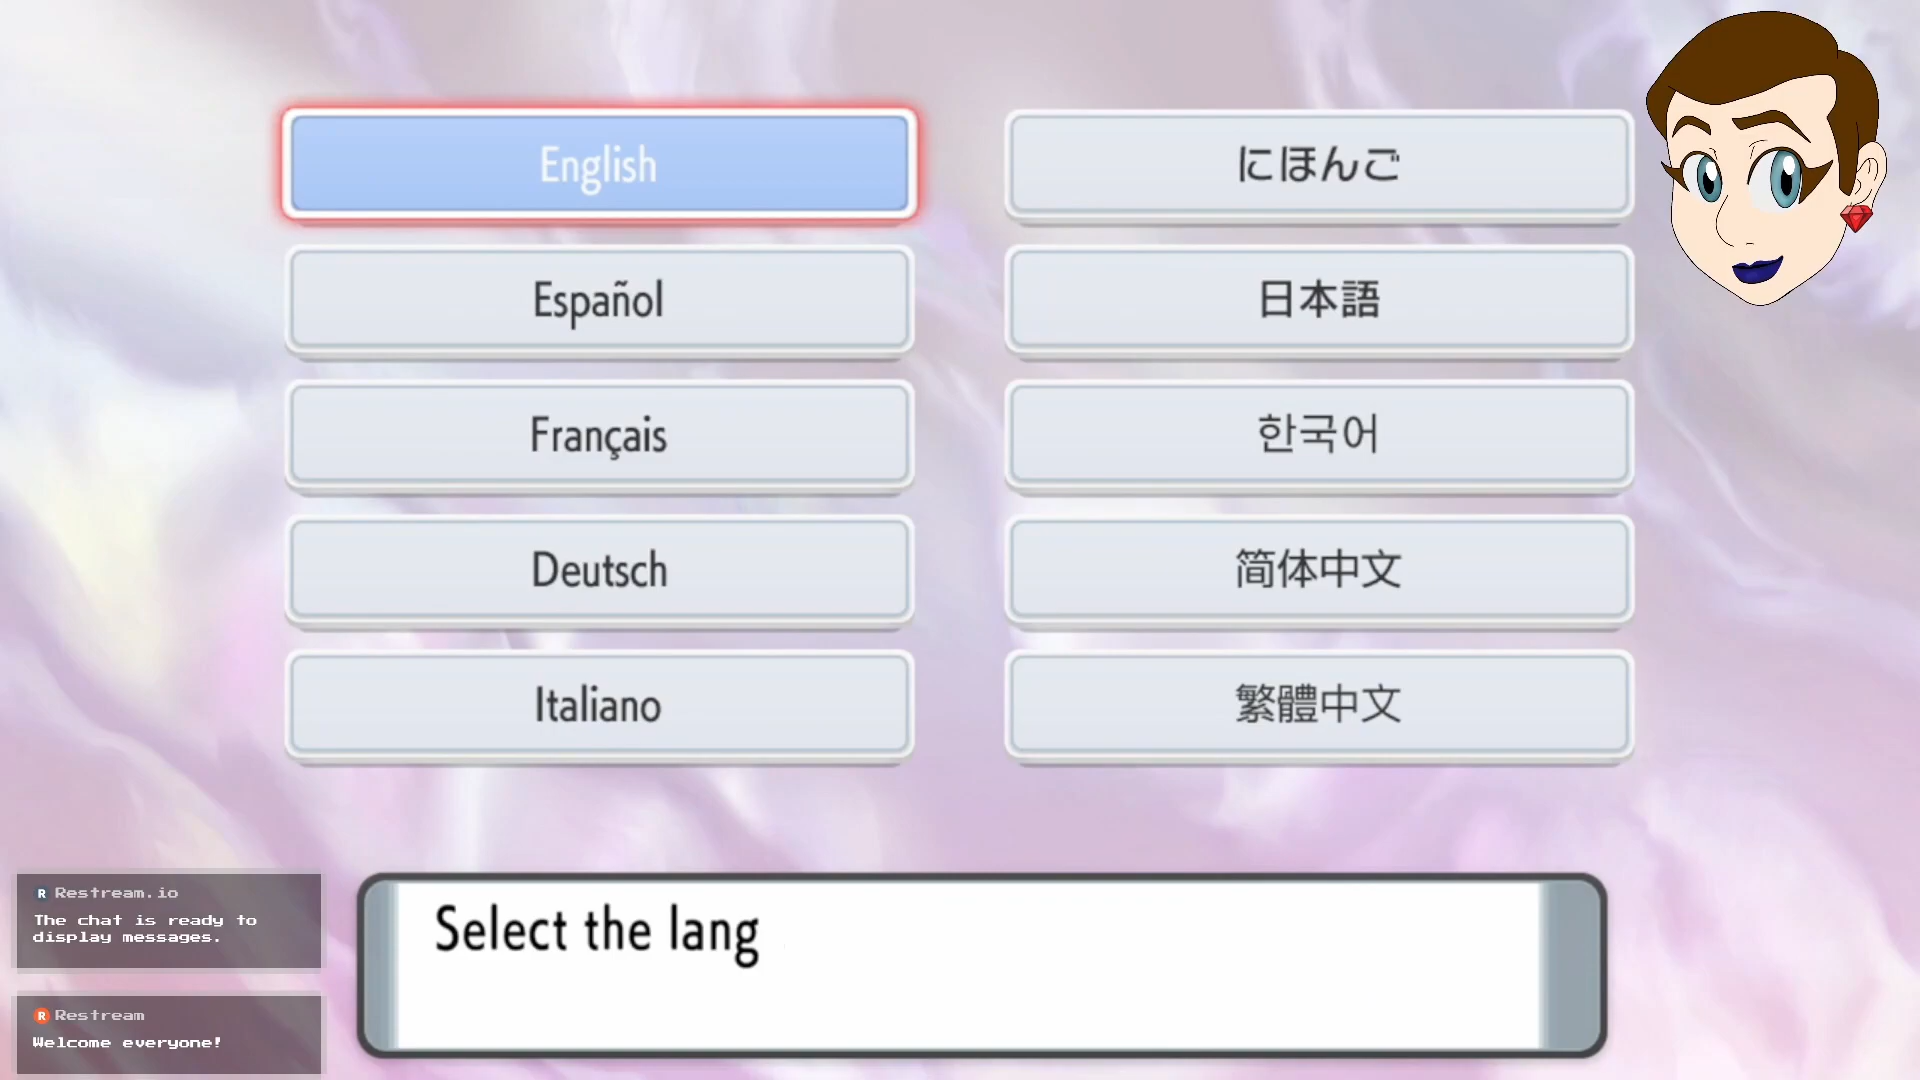 English
Español
Français
Deutsch
Italiano
にほんご
日本語
한국어
简体中文
繁體中文
Select the lang
R Restream.io
The chat is ready to
display messages.
R Restream
Welcome everyone!